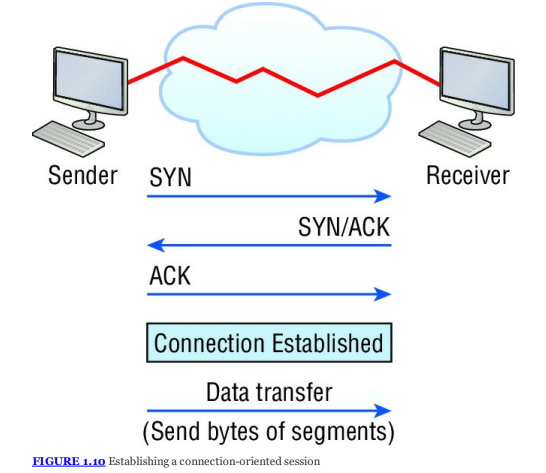 Sender
Receiver
SYN
SYN/ACK
ACK
Connection Established
Data transfer
(Send bytes of segments)
FIGURE 1.10 Establishing a connection-oriented session